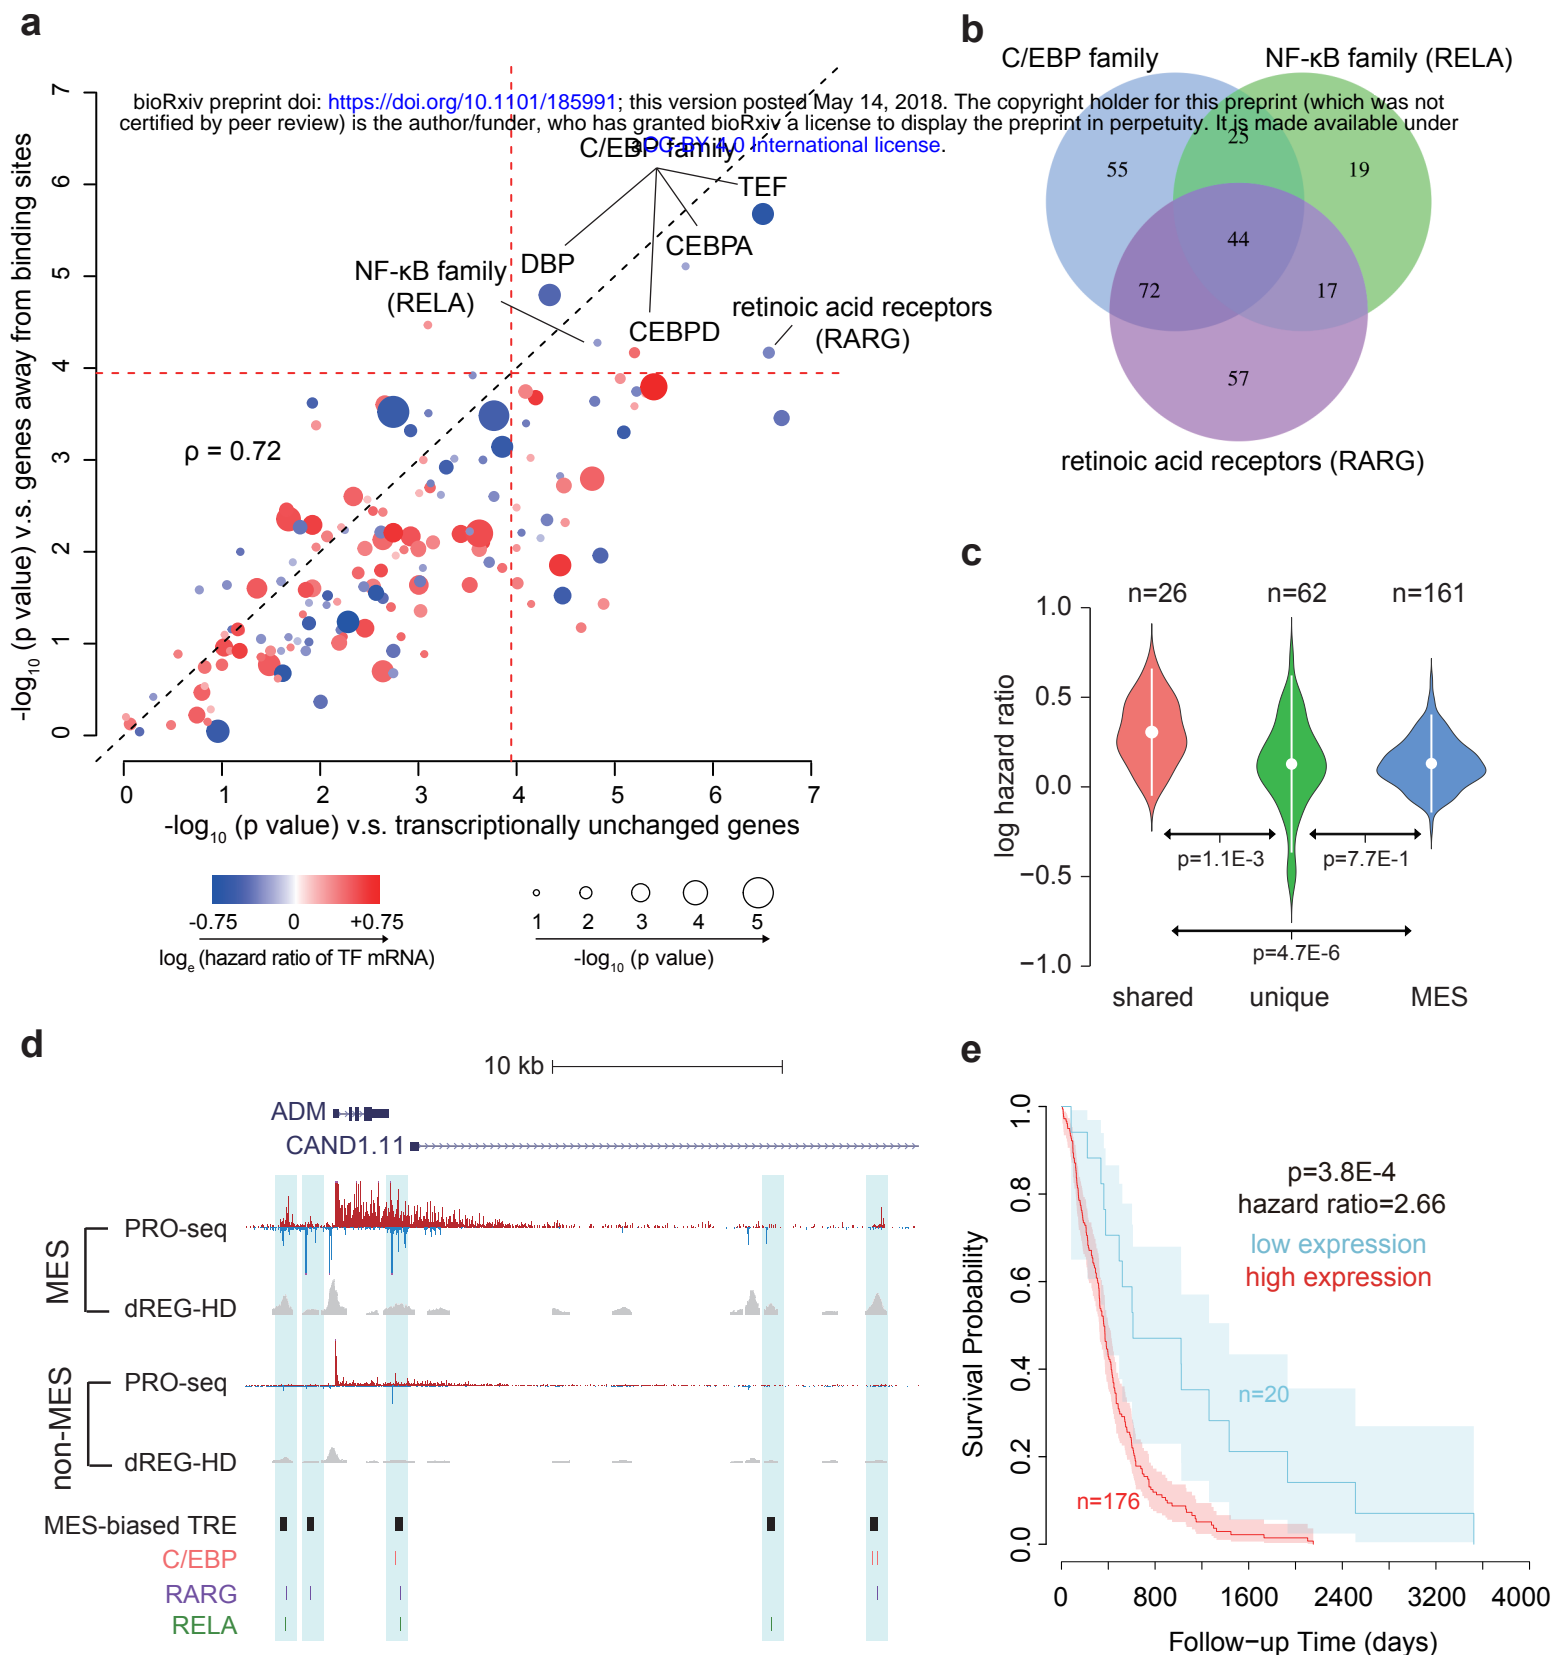 a
b
C/EBP family
NF-κB family (RELA)
bioRxiv preprint doi: https://doi.org/10.1101/185991; this version posted May 14, 2018. The copyright holder for this preprint (which was not
certified by peer review) is the author/funder, who has granted bioRxiv a license to display the preprint in perpetuity. It is made available under
aCC-BY 4.0 International license.
7
6
5
4
3
2
1
0
-log10 (p value) v.s. genes away from binding sites
C/EBP family
TEF
CEBPA
DBP
NF-κB family
(RELA)
CEBPD
retinoic acid receptors
(RARG)
ρ = 0.72
0 1 2 3 4 5 6 7
-log10 (p value) v.s. transcriptionally unchanged genes
-0.75 0 +0.75
loge (hazard ratio of TF mRNA)
1 2 3 4 5
-log10 (p value)
25
55
19
44
72
17
57
retinoic acid receptors (RARG)
c
n=26 n=62 n=161
1.0
0.5
0.0
−0.5
−1.0
log hazard ratio
p=1.1E-3
p=7.7E-1
p=4.7E-6
shared unique MES
d
10 kb
ADM
CAND1.11
MES
PRO-seq
dREG-HD
non-MES
PRO-seq
dREG-HD
MES-biased TRE
C/EBP
RARG
RELA
e
1.0
0.8
0.6
0.4
0.2
0.0
Survival Probability
p=3.8E-4
hazard ratio=2.66
low expression
high expression
n=20
n=176
0 800 1600 2400 3200 4000
Follow−up Time (days)